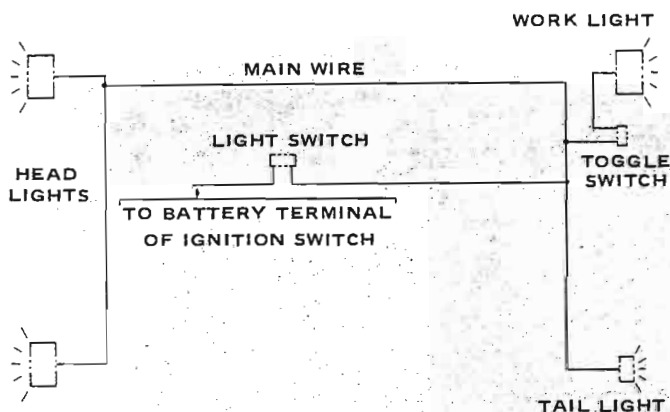 WORK LIGHT
MAIN WIRE
LIGHT SWITCH
TOGGLE
SWITCH
HEAD
LIGHTS
TO BATTERY TERMINAL
OF IGNITION SWITCH
TAIL LIGHT